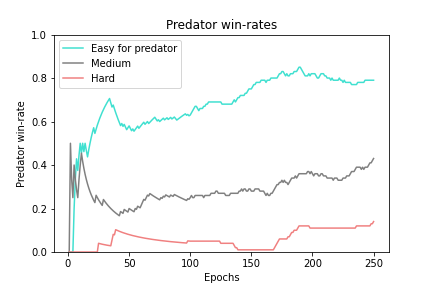 Predator win-rates
Predator win-rate
1.0
0.8
0.6
0.4
0.2
0.0
Easy for predator
Medium
Hard
0
50
100
150
200
250
Epochs